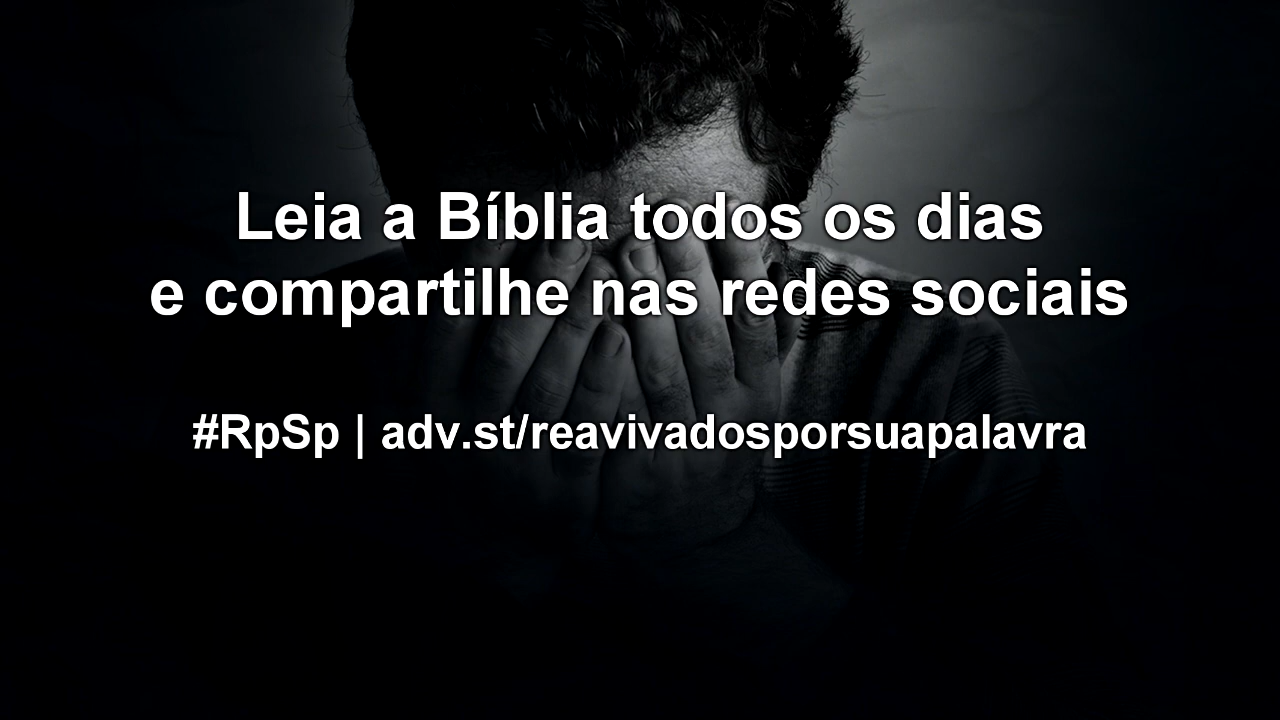 Leia a Bíblia todos os dias
e compartilhe nas redes sociais
#RpSp | adv.st/reavivadosporsuapalavra